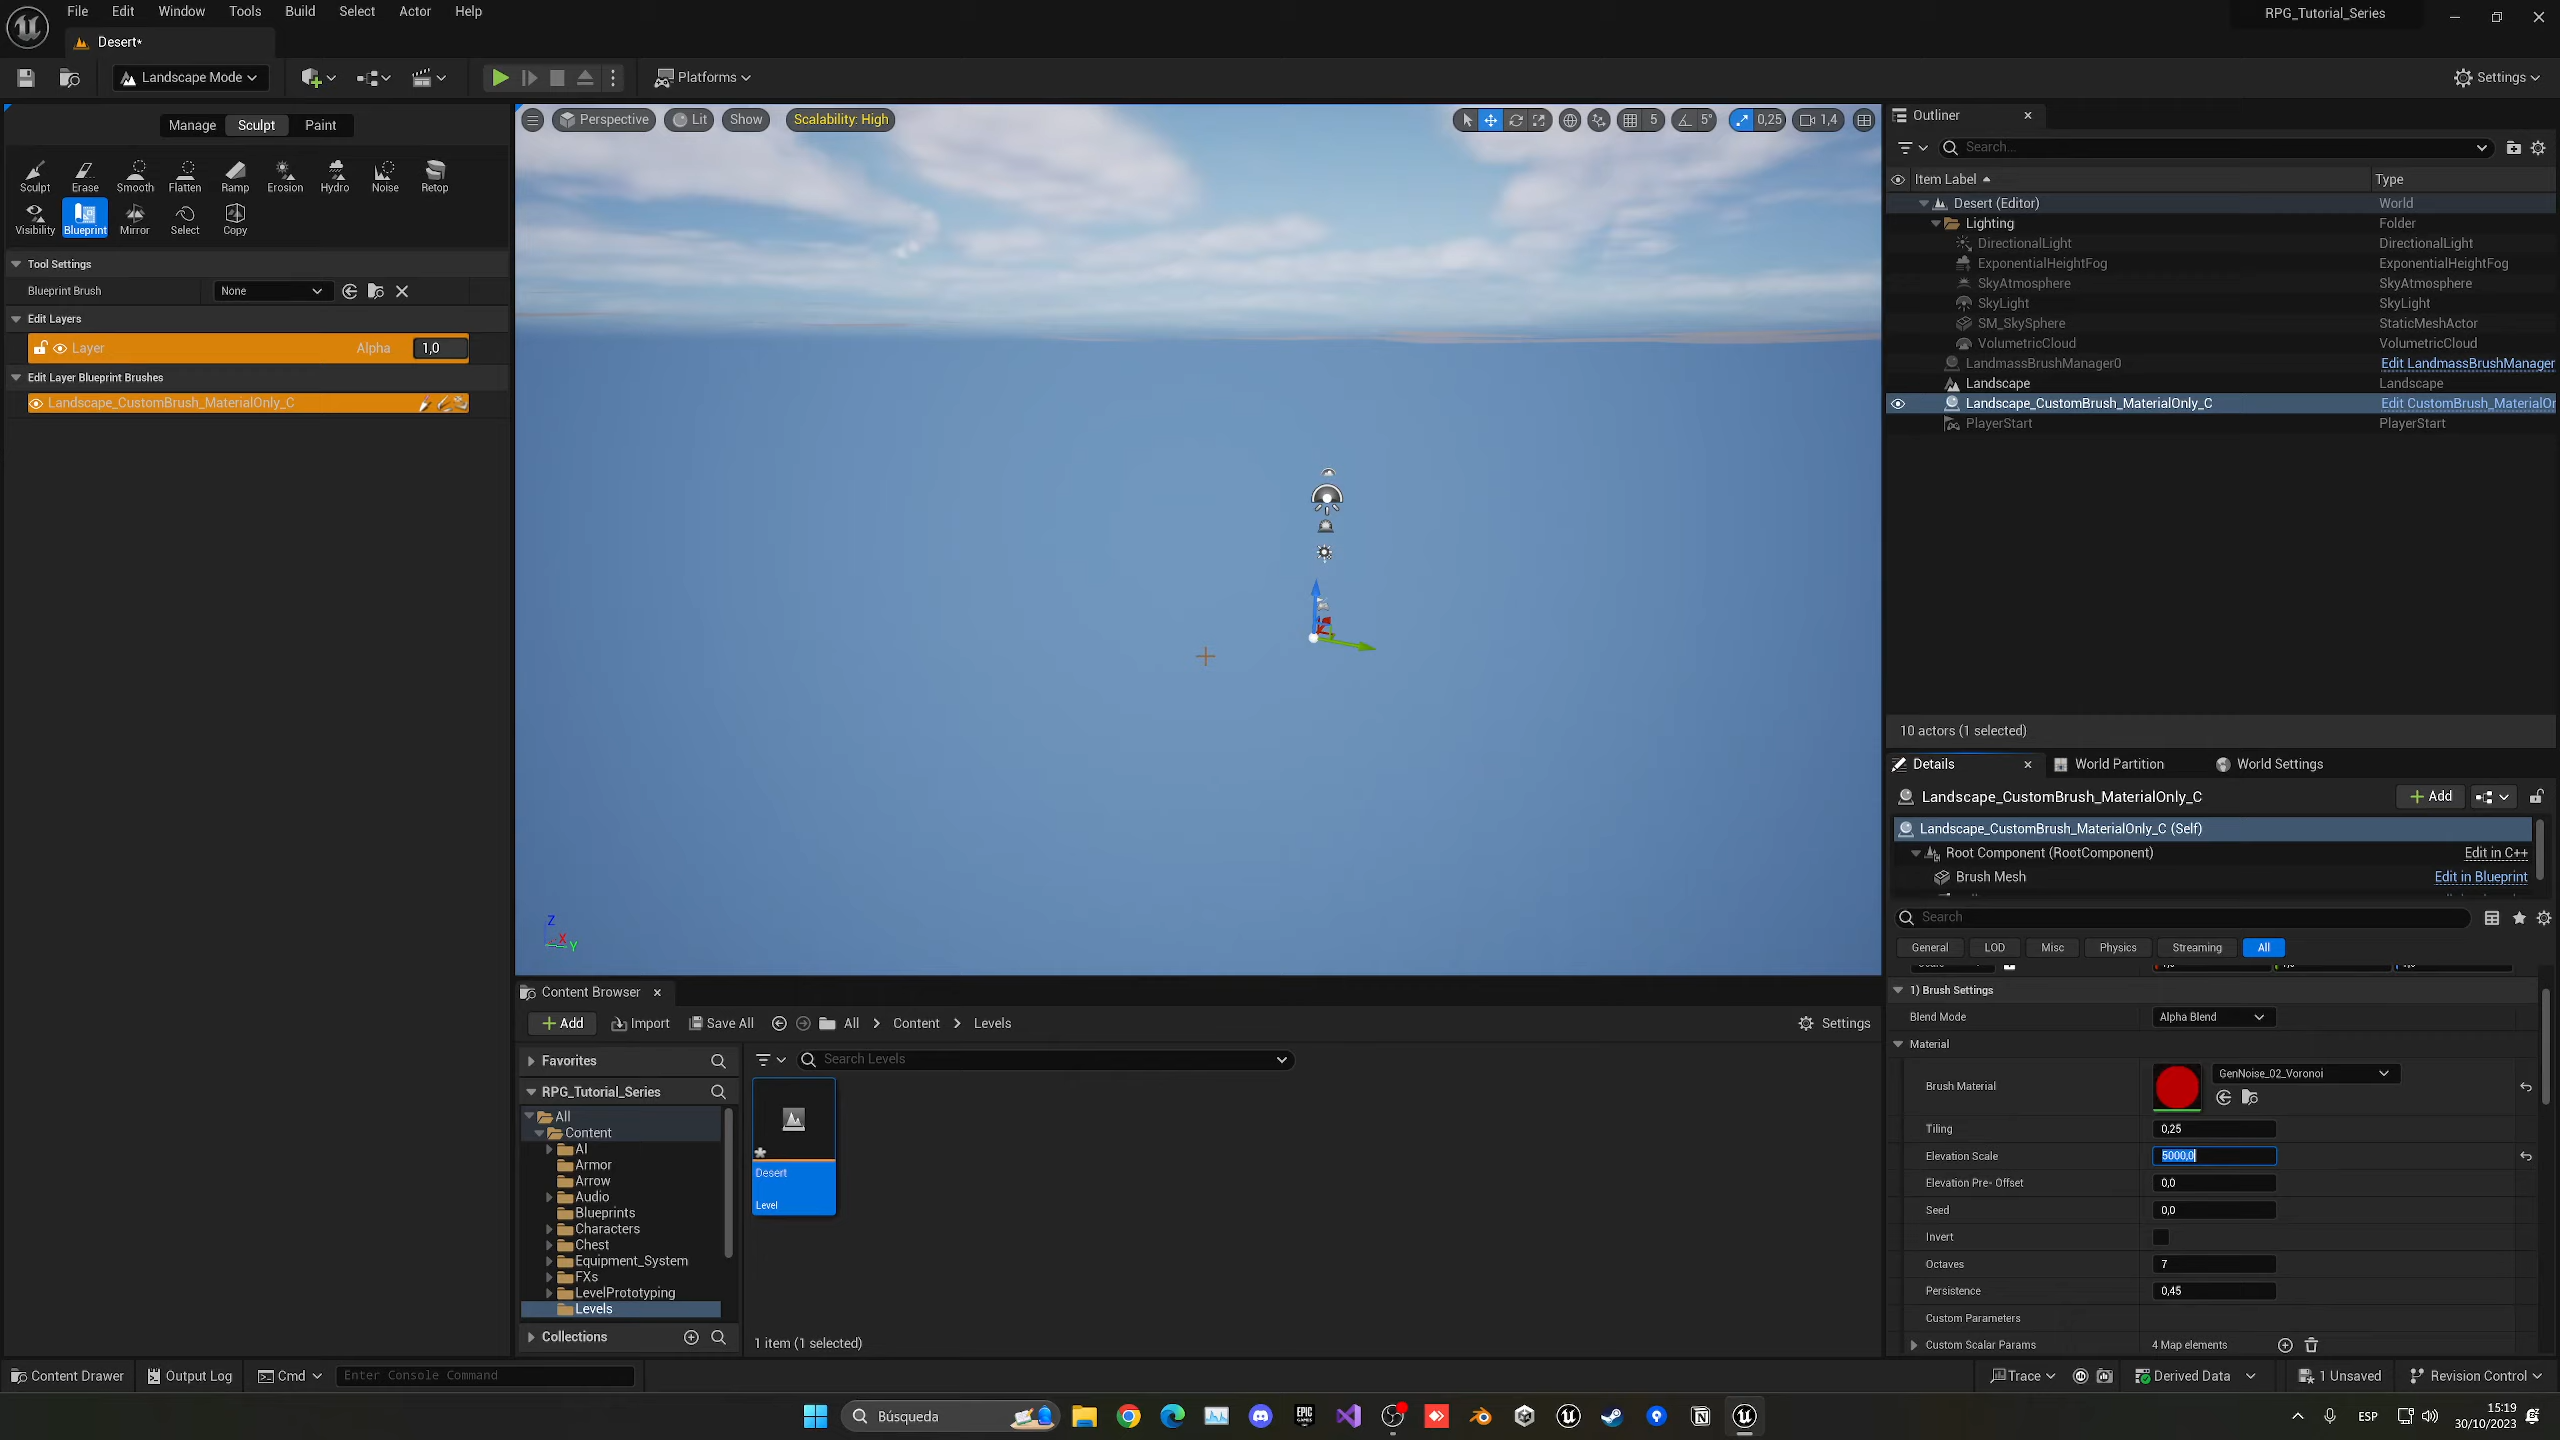 File Edit Window Tools Build Select Actor Help
RPG_Tutorial_Series
Desert*
Landscape Mode
Platforms
Settings
Manage Sculpt Paint
Sculpt Erase Smooth Flatten Ramp Erosion Hydro Noise Retop
Visibility Blueprint Mirror Select Copy
Tool Settings
Blueprint Brush None
Edit Layers
Layer Alpha 1,0
Edit Layer Blueprint Brushes
Landscape_CustomBrush_MaterialOnly_C
Perspective Lit Show Scalability: High
5 5° 0,25 1,4
Z
X
Y
Outliner
Search...
Item Label Type
Desert (Editor) World
Lighting Folder
DirectionalLight DirectionalLight
ExponentialHeightFog ExponentialHeightFog
SkyAtmosphere SkyAtmosphere
SkyLight SkyLight
SM_SkySphere StaticMeshActor
VolumetricCloud VolumetricCloud
LandmassBrushManager0 Edit LandmassBrushManager
Landscape Landscape
Landscape_CustomBrush_MaterialOnly_C Edit CustomBrush_MaterialOr
PlayerStart PlayerStart
10 actors (1 selected)
Details World Partition World Settings
Landscape_CustomBrush_MaterialOnly_C Add
Landscape_CustomBrush_MaterialOnly_C (Self)
Root Component (RootComponent) Edit in C++
Brush Mesh Edit in Blueprint
Search
General LOD Misc Physics Streaming All
1) Brush Settings
Blend Mode Alpha Blend
Material
Brush Material GenNoise_02_Voronoi
Tiling 0,25
Elevation Scale 5000,0
Elevation Pre- Offset 0,0
Seed 0,0
Invert
Octaves 7
Persistence 0,45
Custom Parameters
Custom Scalar Params 4 Map elements
Content Browser
Add Import Save All All Content Levels Settings
Favorites
Search Levels
RPG_Tutorial_Series
All
Content
AI
Armor
Arrow
Audio
Blueprints
Characters
Chest
Equipment_System
FXs
LevelPrototyping
Levels
Collections
Desert
Level
1 item (1 selected)
Content Drawer Output Log Cmd Enter Console Command
Trace Derived Data 1 Unsaved Revision Control
Búsqueda
EPIC GAMES
ESP
15:19
30/10/2023